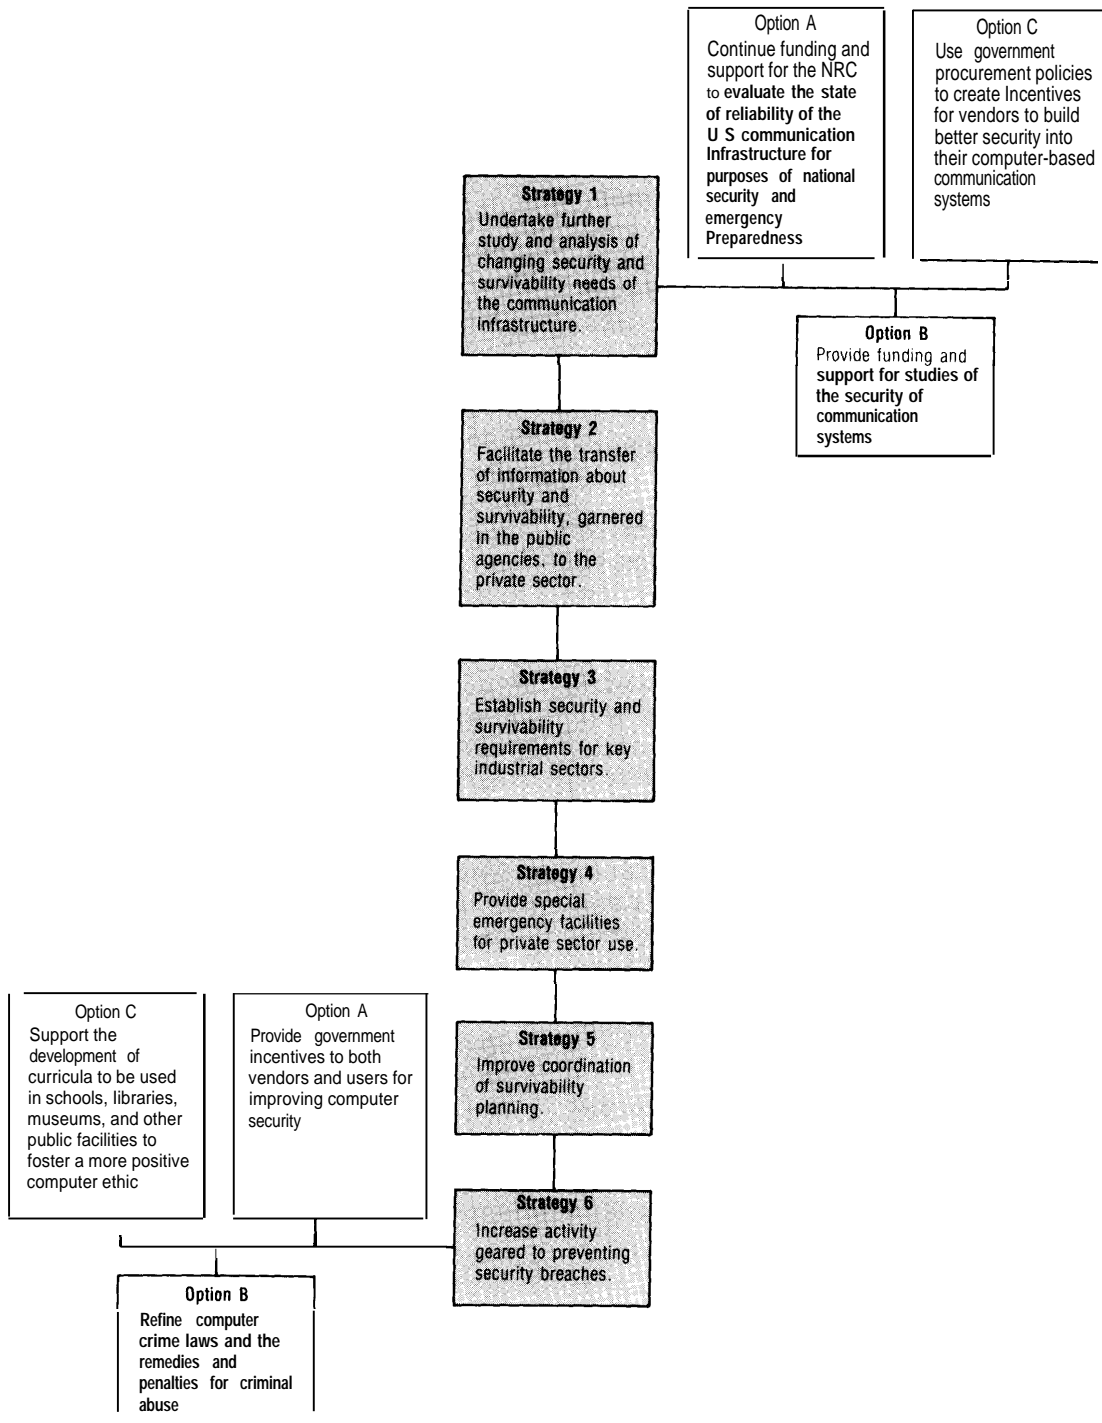 Option A
Continue funding and
support for the NRC
to evaluate the state
of reliability of the
U S communication
Infrastructure for
purposes of national
security and
emergency
Preparedness
Option C
Use government
procurement policies
to create Incentives
for vendors to build
better security into
their computer-based
communication
systems
Strategy 1
Undertake further
study and analysis of
changing security and
survivability needs of
the communication
infrastructure.
Option B
Provide funding and
support for studies of
the security of
communication
systems
Strategy 2
Facilitate the transfer
of information about
security and
survivability, garnered
in the public
agencies, to the
private sector.
Strategy 3
Establish security and
survivability
requirements for key
industrial sectors.
Strategy 4
Provide special
emergency facilities
for private sector use.
Option C
Support the
development of
curricula to be used
in schools, libraries,
museums, and other
public facilities to
foster a more positive
computer ethic
Option A
Provide government
incentives to both
vendors and users for
improving computer
security
Strategy 5
Improve coordination
of survivability
planning.
Strategy 6
Increase activity
geared to preventing
security breaches.
Option B
Refine computer
crime laws and the
remedies and
penalties for criminal
abuse